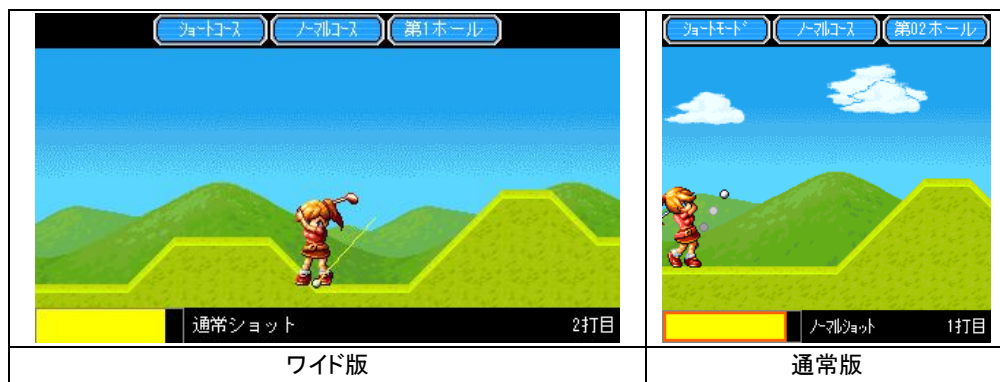 ショートコース ノーマルコース 第1ホール
通常ショット 2打目
ワイド版
ショートモード ノーマルコース 第02ホール
ノーマルショット 1打目
通常版